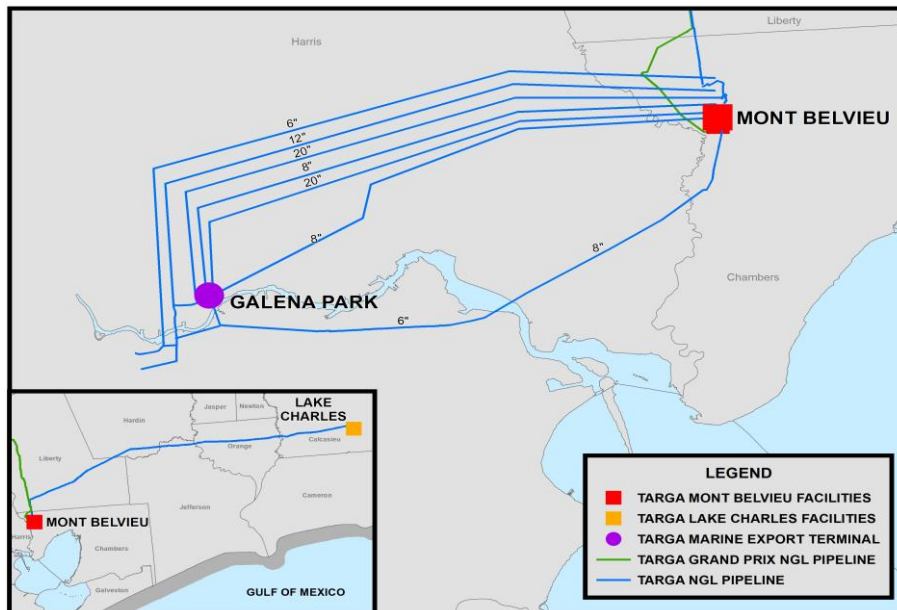 Liberty
Harris
MONT BELVIEU
6"
12"
20"
8"
20"
8"
8"
Chambers
GALENA PARK
6"
LAKE
CHARLES
Jasper
Newton
Hardin
Orange
Calcasieu
Liberty
Jefferson
Cameron
MONT BELVIEU
Harris
Chambers
Galveston
GULF OF MEXICO
LEGEND
TARGA MONT BELVIEU FACILITIES
TARGA LAKE CHARLES FACILITIES
TARGA MARINE EXPORT TERMINAL
TARGA GRAND PRIX NGL PIPELINE
TARGA NGL PIPELINE